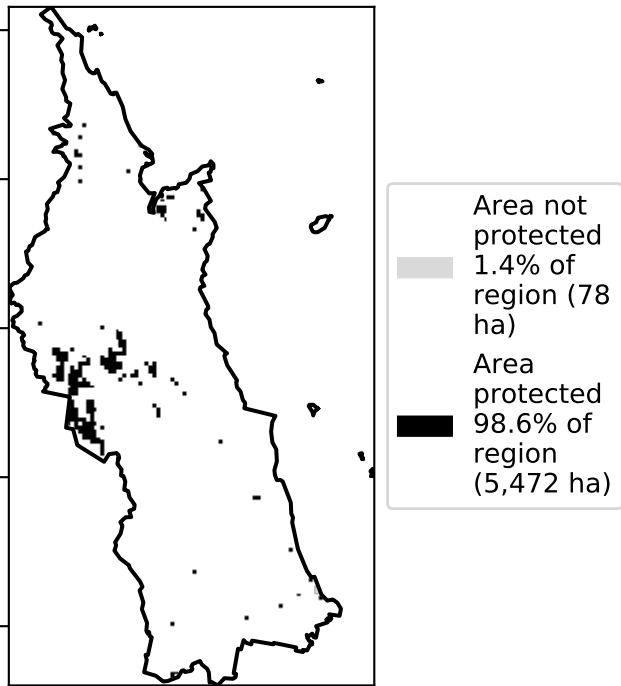 Area not
protected
1.4% of
region (78
ha)
Area
protected
98.6% of
region
(5,472 ha)